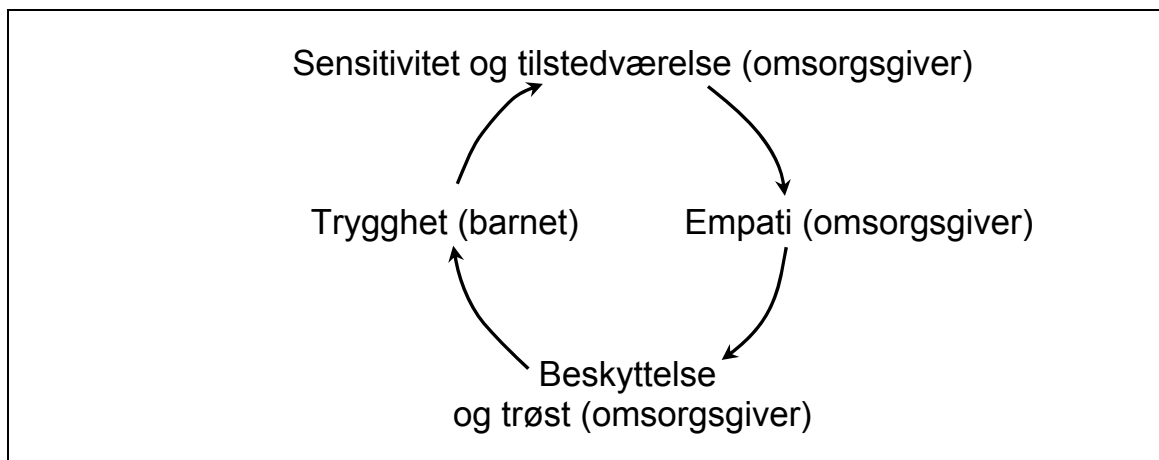 Sensitivitet og tilstedværelse (omsorgsgiver)
Trygghet (barnet)
Empati (omsorgsgiver)
Beskyttelse
og trøst (omsorgsgiver)